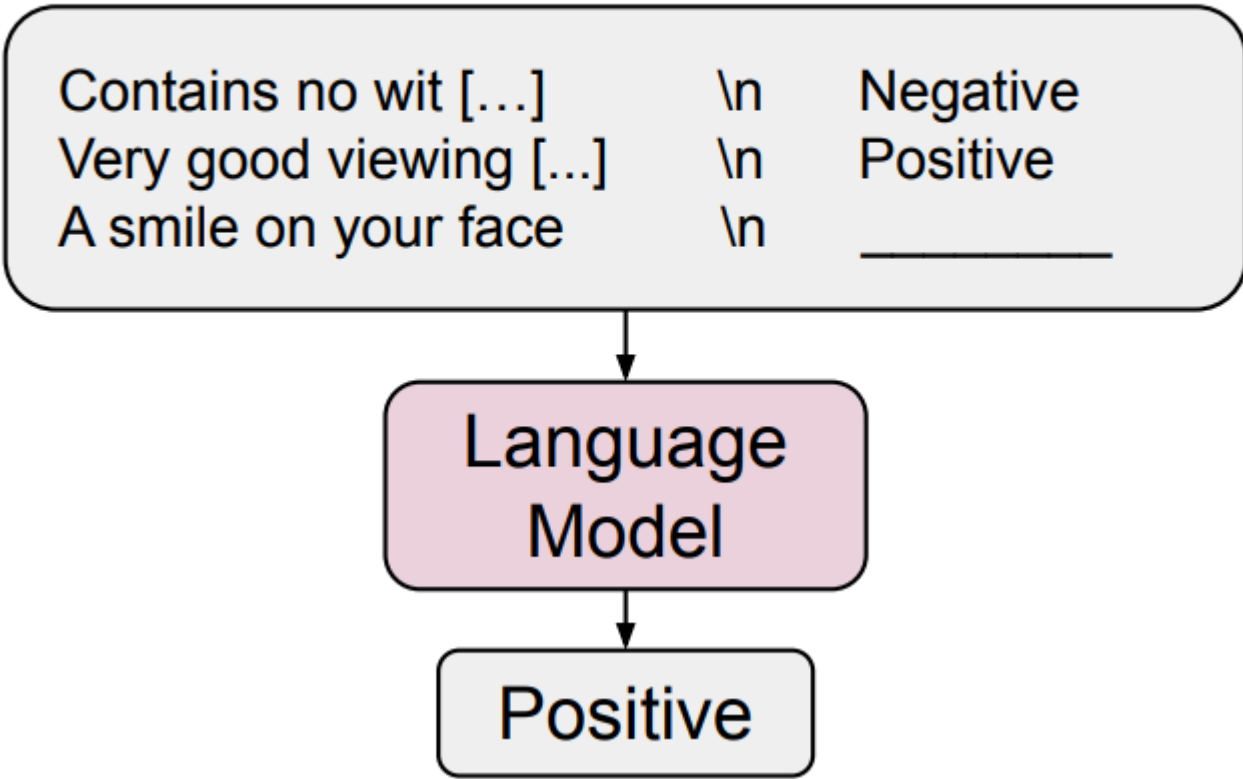 Contains no wit […] \n Negative
Very good viewing [...] \n Positive
A smile on your face \n ________
Language
Model
Positive